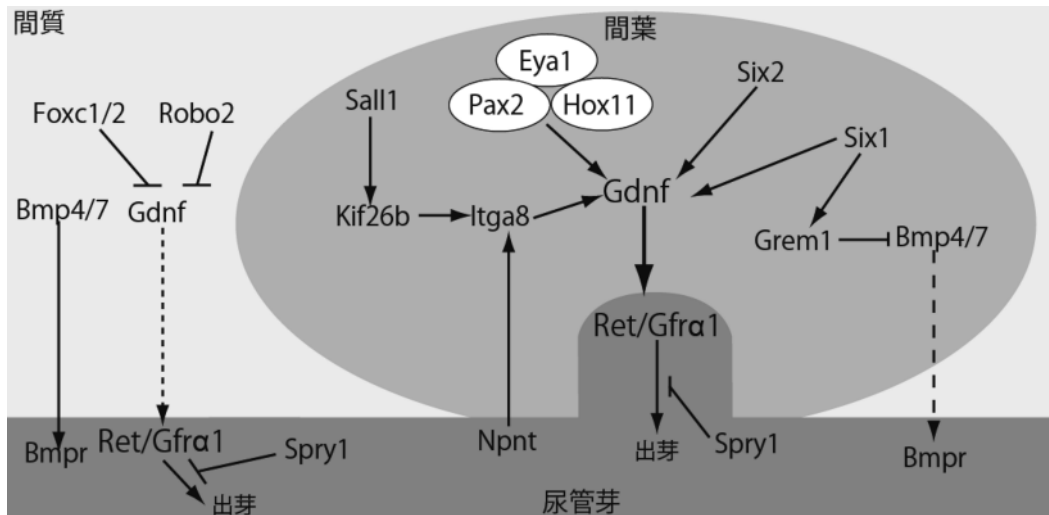 間質
間葉
Eya1
Pax2
Hox11
Six2
Sall1
Foxc1/2
Robo2
Six1
Bmp4/7
Gdnf
Kif26b
Itga8
Gdnf
Grem1
Bmp4/7
Ret/Gfrα1
Bmpr
Ret/Gfrα1
Spry1
出芽
Npnt
出芽
Spry1
Bmpr
尿管芽